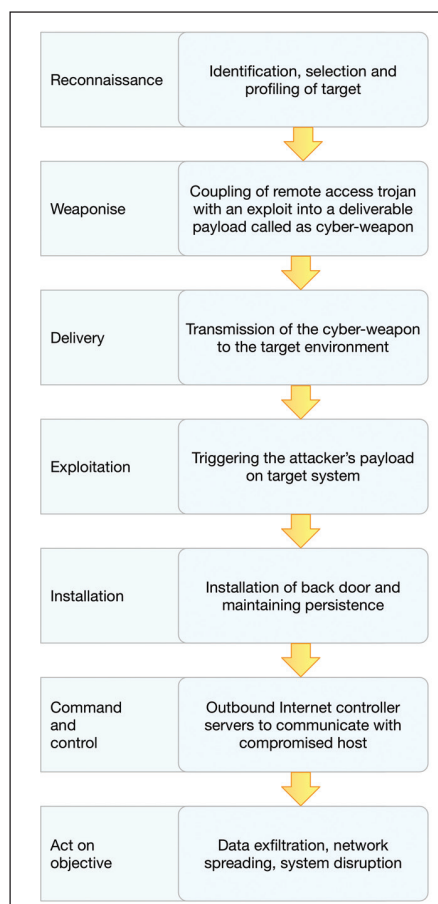 Reconnaissance
Identification, selection and
profiling of target
Weaponise
Coupling of remote access trojan
with an exploit into a deliverable
payload called as cyber-weapon
Delivery
Transmission of the cyber-weapon
to the target environment
Exploitation
Triggering the attacker’s payload
on target system
Installation
Installation of back door and
maintaining persistence
Command
and
control
Outbound Internet controller
servers to communicate with
compromised host
Act on
objective
Data exfiltration, network
spreading, system disruption